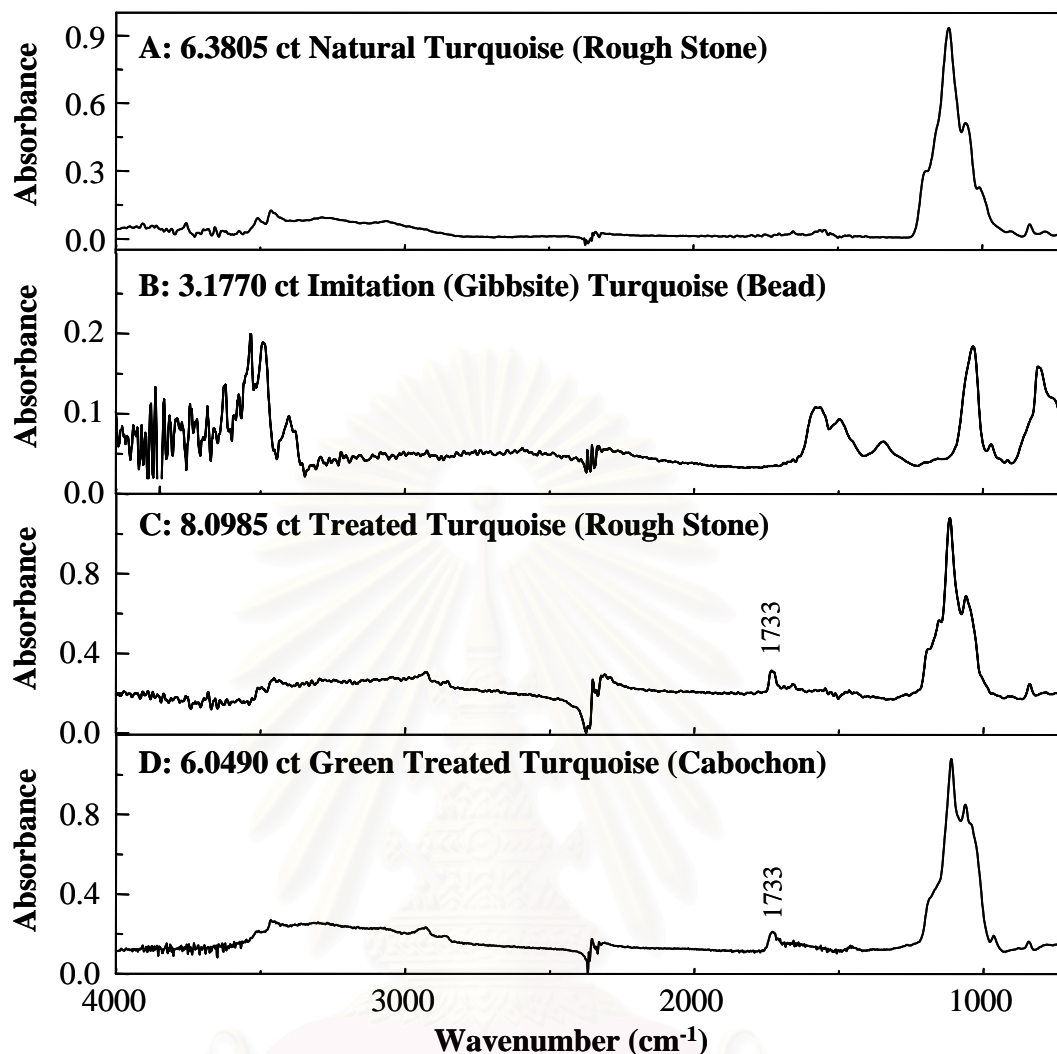 A: 6.3805 ct Natural Turquoise (Rough Stone)
Absorbance
0.9
0.6
0.3
0.0
B: 3.1770 ct Imitation (Gibbsite) Turquoise (Bead)
Absorbance
0.2
0.1
0.0
C: 8.0985 ct Treated Turquoise (Rough Stone)
Absorbance
0.8
0.4
0.0
1733
D: 6.0490 ct Green Treated Turquoise (Cabochon)
Absorbance
0.8
0.4
0.0
1733
4000 3000 2000 1000
Wavenumber (cm⁻¹)